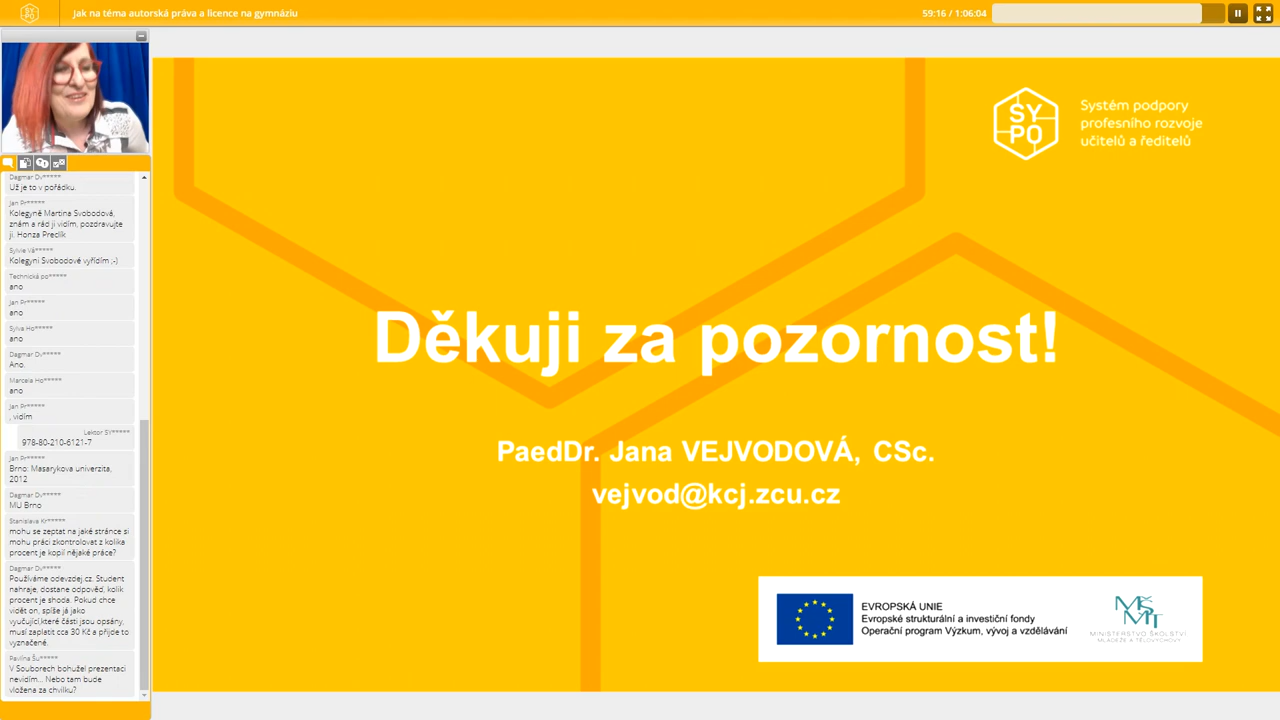 Jak na téma autorská práva a licence na gymnáziu
59:16 / 1:06:04
Dagmar Dv*****
Už je to v pořádku.
Jan Pr*****
Kolegyně Martina Svobodová,
znám a rád ji vidím, pozdravujte
ji. Honza Preclík
Sylvie Vá*****
Kolegyni Svobodové vyřídím ;-)
Technická po*****
ano
Jan Pr*****
ano
Sylva Ho*****
ano
Dagmar Dv*****
Ano.
Marcela Ho*****
ano
Jan Pr*****
, vidím
Lektor SY*****
978-80-210-6121-7
Jan Pr*****
Brno: Masarykova univerzita,
2012
Dagmar Dv*****
MU Brno
Stanislava Kr*****
mohu se zeptat na jaké stránce si
mohu práci zkontrolovat z kolika
procent je kopií nějaké práce?
Dagmar Dv*****
Používáme odevzdej.cz. Student
nahraje, dostane odpověd, kolik
procent je shoda. Pokud chce
vidět on, spíše já jako
vyučující,které části jsou opsány,
musí zaplatit cca 30 Kč a přijde to
vyznačené.
Pavlína Šu*****
V Souborech bohužel prezentaci
nevidím... Nebo tam bude
vložena za chvilku?
SY
PO
Systém podpory
profesního rozvoje
učitelů a ředitelů
Děkuji za pozornost!
PaedDr. Jana VEJVODOVÁ, CSc.
vejvod@kcj.zcu.cz
EVROPSKÁ UNIE
Evropské strukturální a investiční fondy
Operační program Výzkum, vývoj a vzdělávání
MŠMT
MINISTERSTVO ŠKOLSTVÍ,
MLÁDEŽE A TĚLOVÝCHOVY